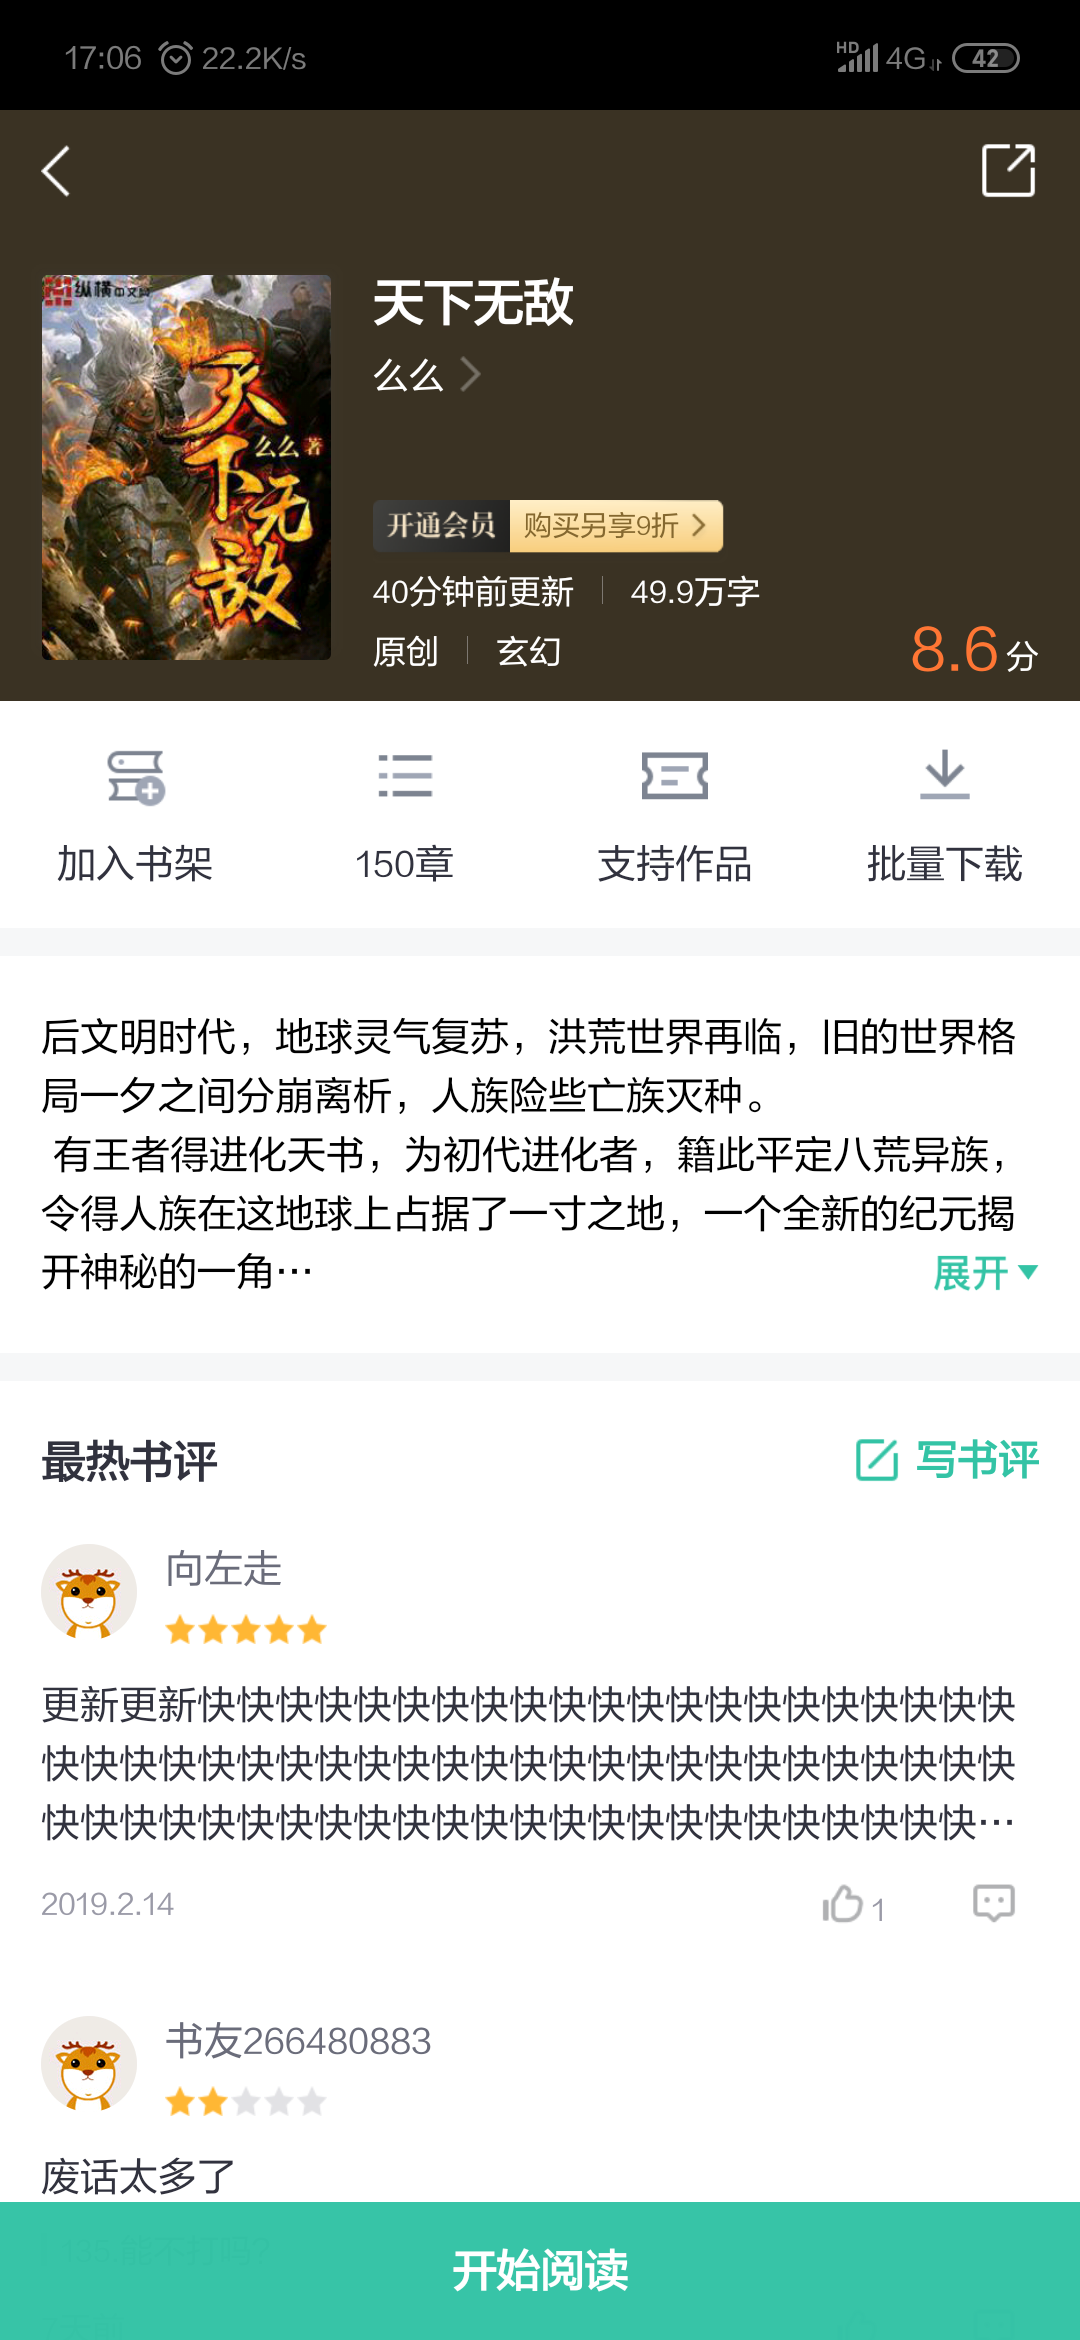 17:06 22.2K/s HD 4G 42
纵横中文网
天下无敌
么么 著
天下无敌
么么
开通会员 购买另享9折
40分钟前更新 49.9万字
原创 玄幻
8.6分
加入书架 150章 支持作品 批量下载
后文明时代，地球灵气复苏，洪荒世界再临，旧的世界格
局一夕之间分崩离析，人族险些亡族灭种。
有王者得进化天书，为初代进化者，籍此平定八荒异族，
令得人族在这地球上占据了一寸之地，一个全新的纪元揭
开神秘的一角…
展开
最热书评 写书评
向左走
更新更新快快快快快快快快快快快快快快快快快快快快快
快快快快快快快快快快快快快快快快快快快快快快快快快
快快快快快快快快快快快快快快快快快快快快快快快快…
2019.2.14 1
书友266480883
废话太多了
135.能不打吗?
开始阅读